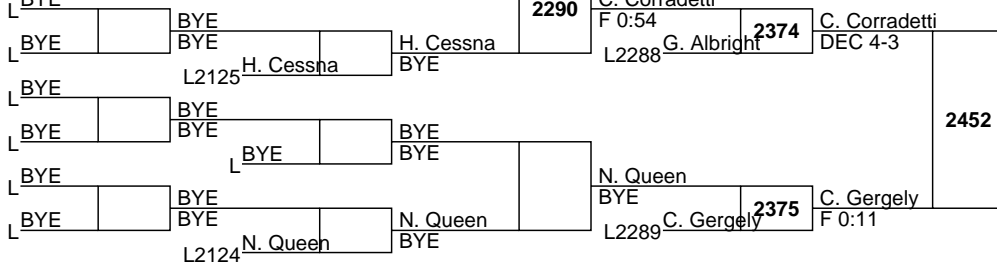 BYE
L
BYE
BYE
BYE
L
H. Cessna
L2125
H. Cessna
BYE
2290
C. Corradetti
F 0:54
G. Albright
L2288
2374
C. Corradetti
DEC 4-3
BYE
L
BYE
BYE
BYE
L
BYE
L
BYE
BYE
2452
BYE
L
BYE
BYE
BYE
L
N. Queen
L2124
N. Queen
BYE
N. Queen
BYE
C. Gergely
L2289
2375
C. Gergely
F 0:11